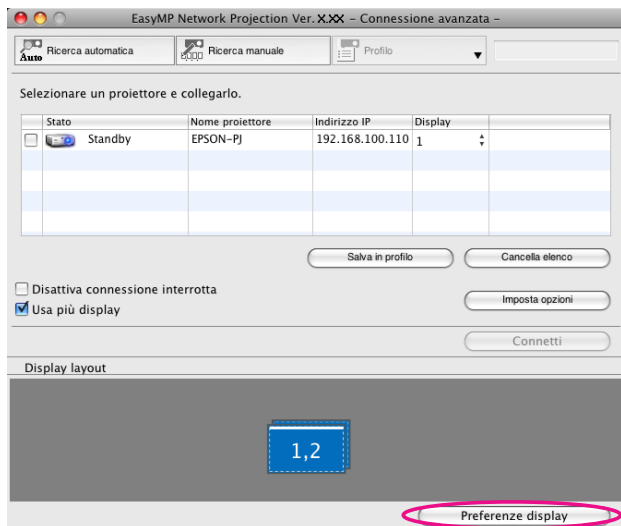 EasyMP Network Projection Ver. X.XX – Connessione avanzata –
Auto Ricerca automatica Ricerca manuale Profilo
Selezionare un proiettore e collegarlo.
Stato Nome proiettore Indirizzo IP Display
Standby EPSON-PJ 192.168.100.110 1
Salva in profilo Cancella elenco
Disattiva connessione interrotta
Imposta opzioni
Usa più display
Connetti
Display layout
1,2
Preferenze display